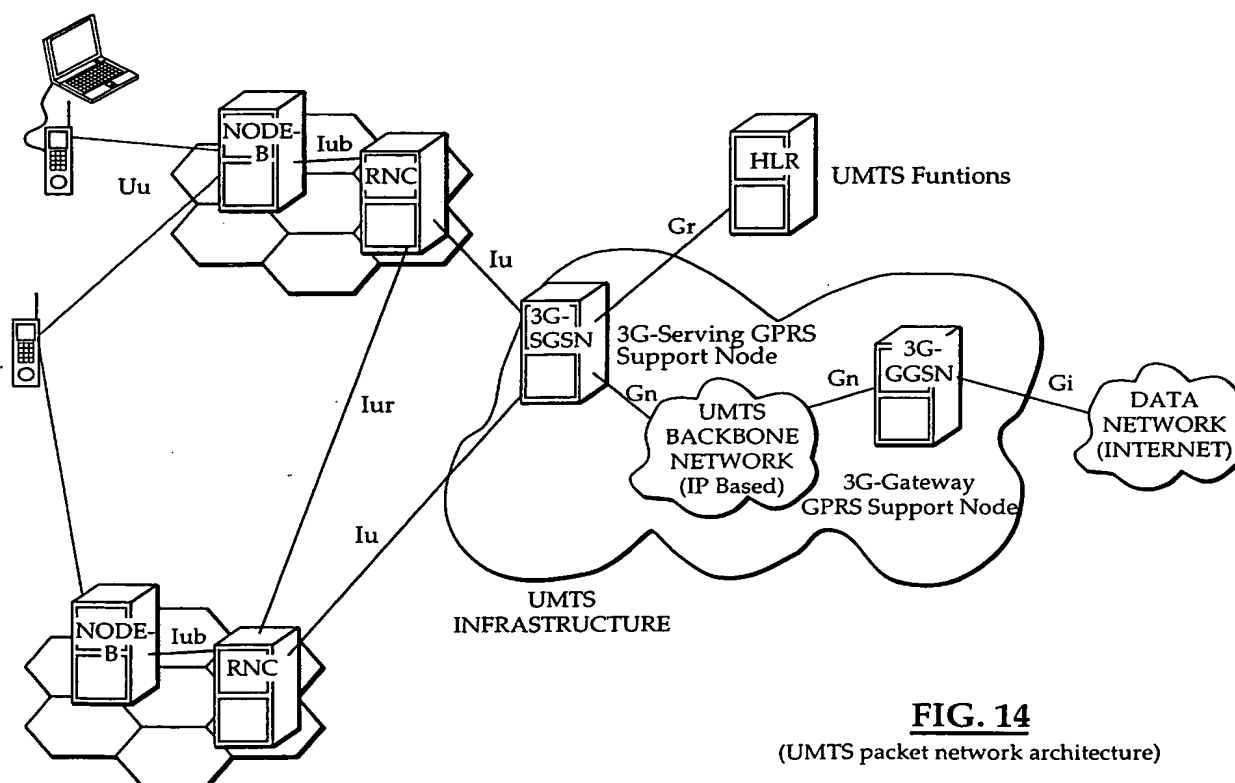 NODE-
B
Iub
RNC
Uu
HLR
UMTS Funtions
Gr
Iu
3G-
SGSN
3G-Serving GPRS
Support Node
3G-
GGSN
Gn
Gn
Gi
UMTS
BACKBONE
NETWORK
(IP Based)
DATA
NETWORK
(INTERNET)
3G-Gateway
GPRS Support Node
Iur
Iu
UMTS
INFRASTRUCTURE
NODE-
B
Iub
RNC
FIG. 14
(UMTS packet network architecture)